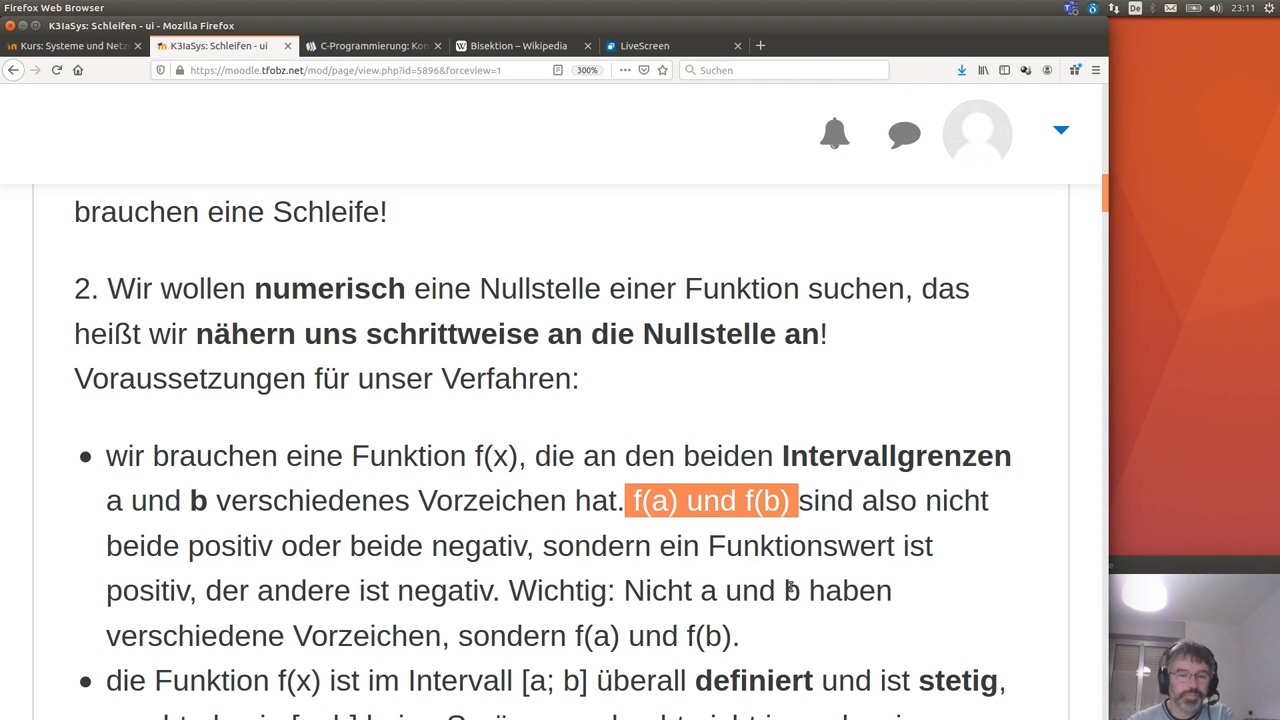 Firefox Web Browser
De
23:11
K3IaSys: Schleifen - ui - Mozilla Firefox
Kurs: Systeme und Netz
K3IaSys: Schleifen - ui
C-Programmierung: Kon
Bisektion – Wikipedia
LiveScreen
https://moodle.tfobz.net/mod/page/view.php?id=5896&forceview=1
300%
Suchen
brauchen eine Schleife!
2. Wir wollen numerisch eine Nullstelle einer Funktion suchen, das
heißt wir nähern uns schrittweise an die Nullstelle an!
Voraussetzungen für unser Verfahren:
wir brauchen eine Funktion f(x), die an den beiden Intervallgrenzen
a und b verschiedenes Vorzeichen hat. f(a) und f(b) sind also nicht
beide positiv oder beide negativ, sondern ein Funktionswert ist
positiv, der andere ist negativ. Wichtig: Nicht a und b haben
verschiedene Vorzeichen, sondern f(a) und f(b).
die Funktion f(x) ist im Intervall [a; b] überall definiert und ist stetig,